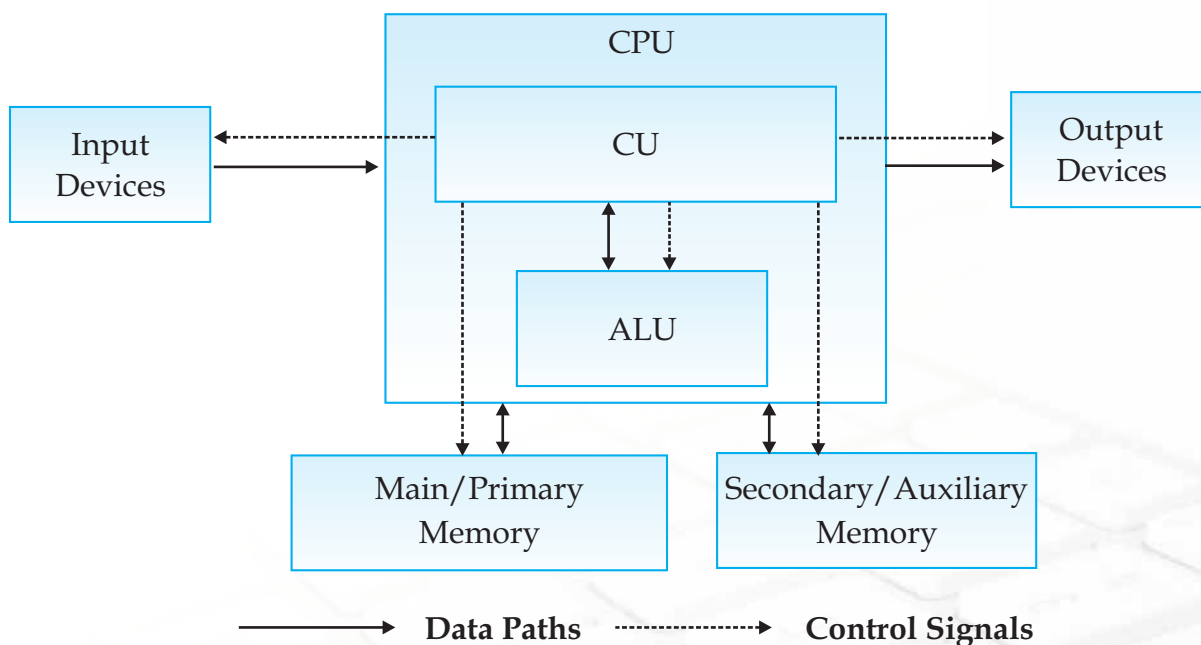 CPU
CU
Input
Devices
Output
Devices
ALU
Main/Primary
Memory
Secondary/Auxiliary
Memory
Data Paths
Control Signals